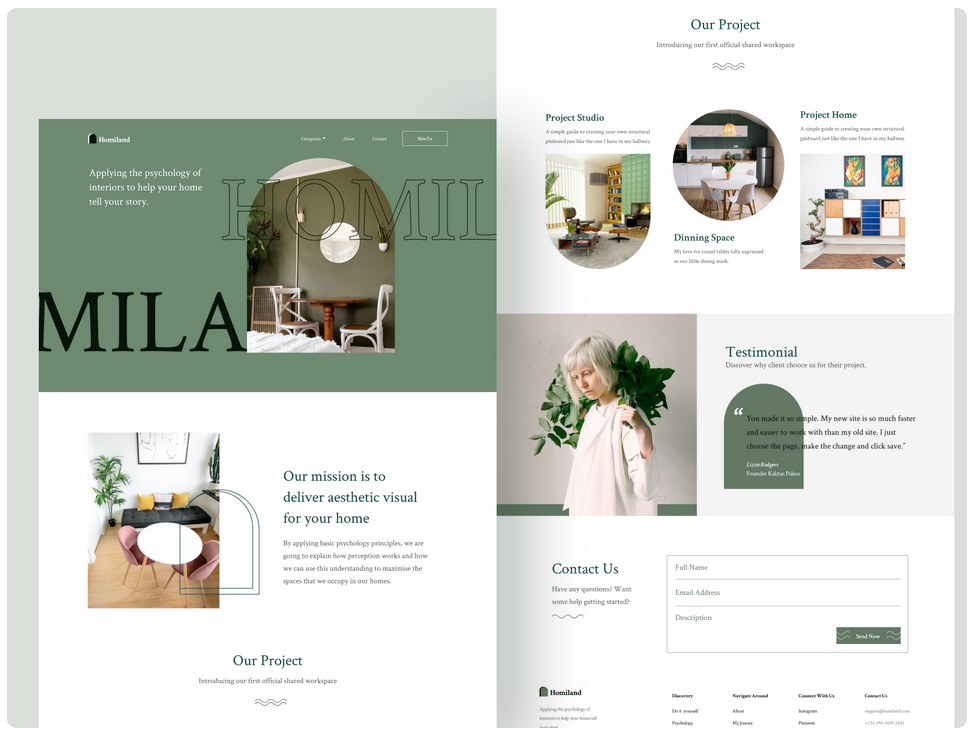 Homiland
Categories
About
Contact
Hire Us
Applying the psychology of
interiors to help your home
tell your story.
HOMIL
MILA
Our mission is to
deliver aesthetic visual
for your home
By applying basic psychology principles, we are
going to explain how perception works and how
we can use this understanding to maximise the
spaces that we occupy in our homes.
Our Project
Introducing our first official shared workspace
Our Project
Introducing our first official shared workspace
Project Studio
A simple guide to creating your own structural
pinboard just like the one I have in my hallway.
Dinning Space
My love for round tables fully expressed
in our little dining nook.
Project Home
A simple guide to creating your own structural
pinboard just like the one I have in my hallway.
Testimonial
Discover why client chooce us for their project.
“
You made it so simple. My new site is so much faster
and easier to work with than my old site. I just
choose the page, make the change and click save.”
Lizzie Rodgers
Founder Kaktus Palace
Contact Us
Have any questions? Want
some help getting started?
Full Name
Email Address
Description
Send Now
Homiland
Applying the psychology of
interiors to help your home tell
Discovery
Do it yourself
Psychology
Navigate Around
About
My Jouney
Connect With Us
Instagram
Pinterest
Contact Us
support@homiland.com